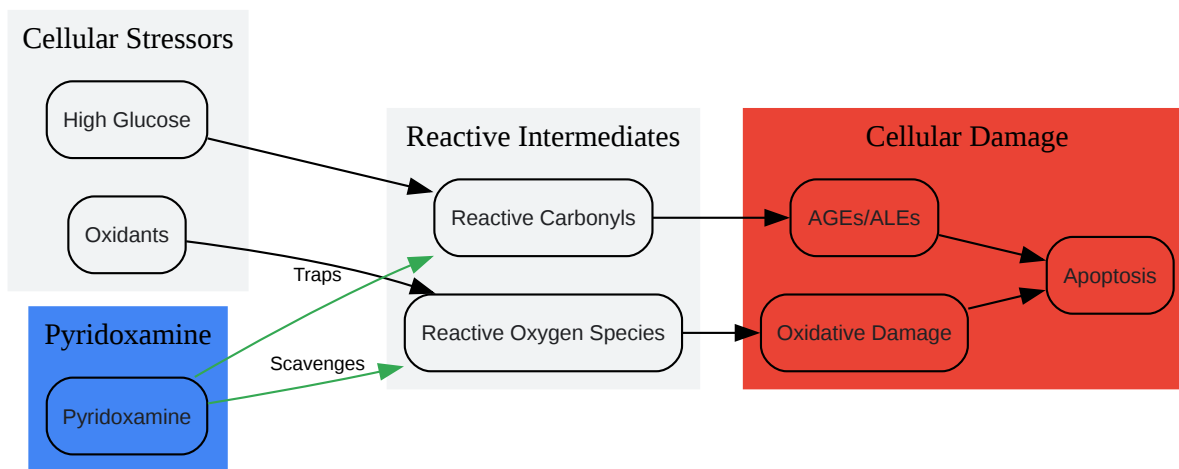 Cellular Stressors
High Glucose
Oxidants
Pyridoxamine
Pyridoxamine
Traps
Scavenges
Reactive Intermediates
Reactive Carbonyls
Reactive Oxygen Species
Cellular Damage
AGEs/ALEs
Oxidative Damage
Apoptosis